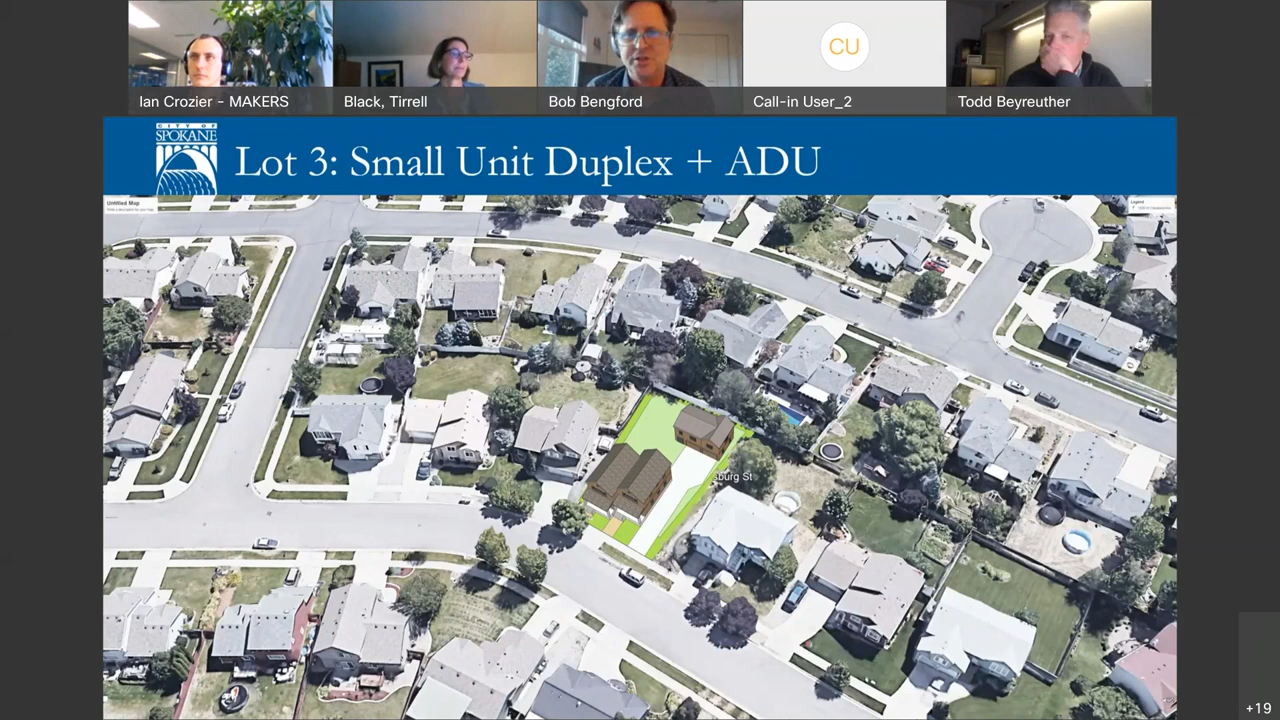 Ian Crozier - MAKERS
Black, Tirrell
Bob Bengford
CU
Call-in User_2
Todd Beyreuther
CITY OF
SPOKANE
Lot 3: Small Unit Duplex + ADU
Untitled Map
Legend
sburg St
+19